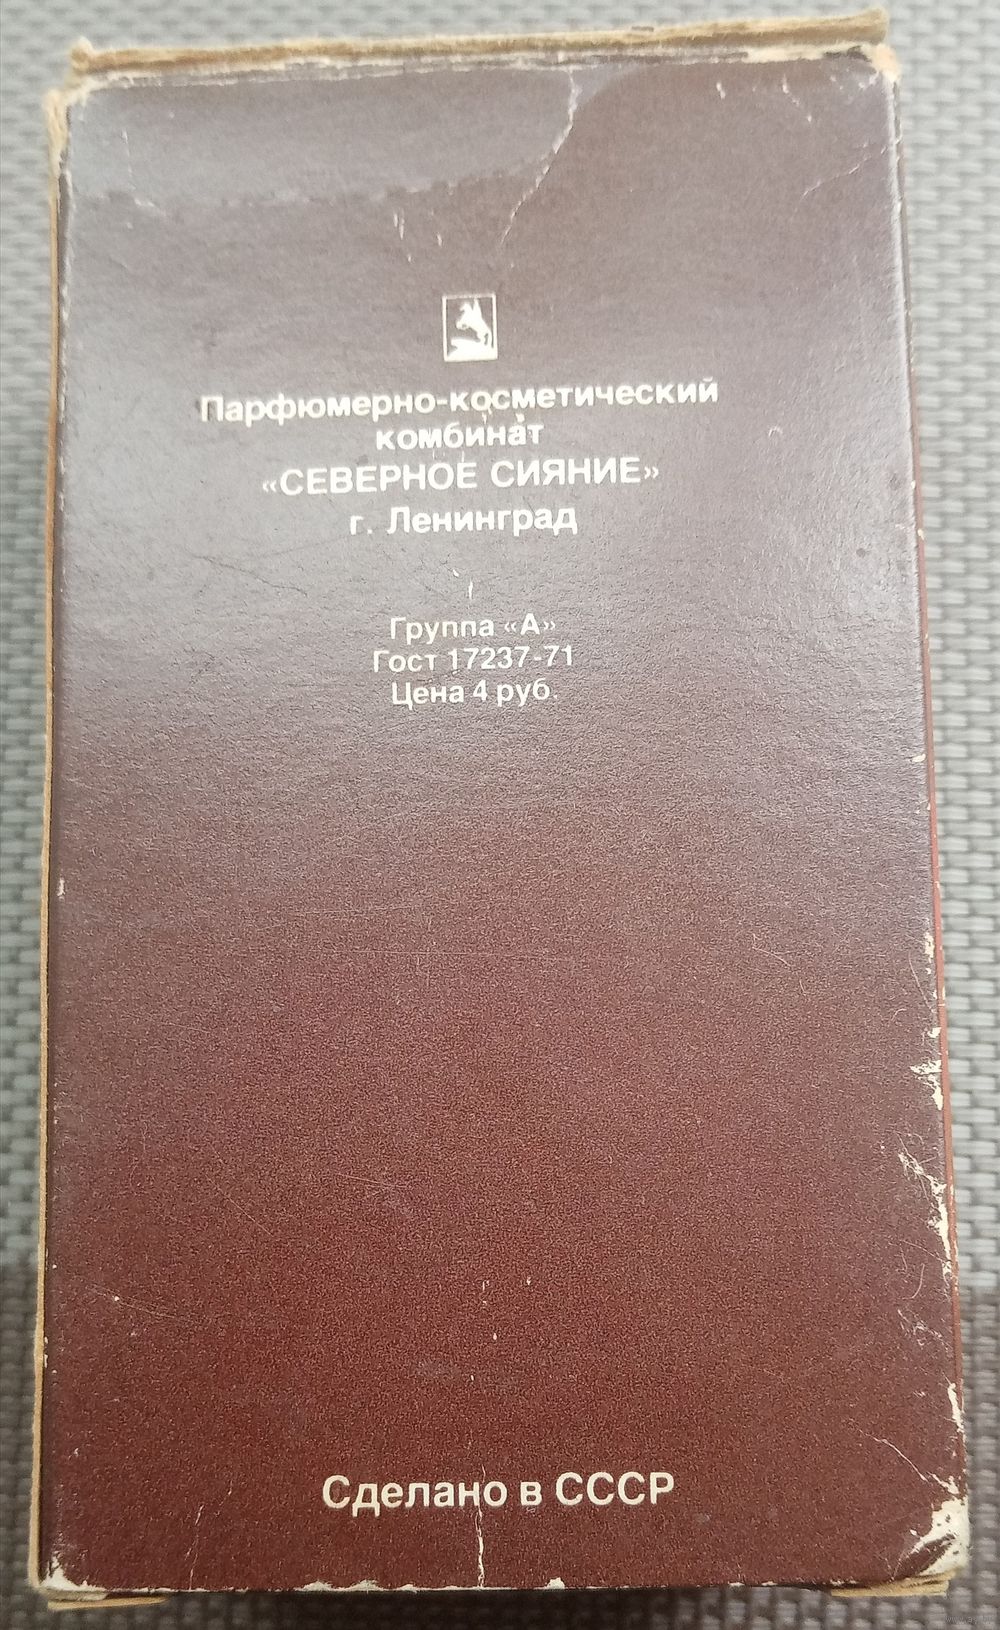 Парфюмерно-косметический
комбинат
«СЕВЕРНОЕ СИЯНИЕ»
г. Ленинград
Группа «А»
Гост 17237-71
Цена 4 руб.
Сделано в СССР